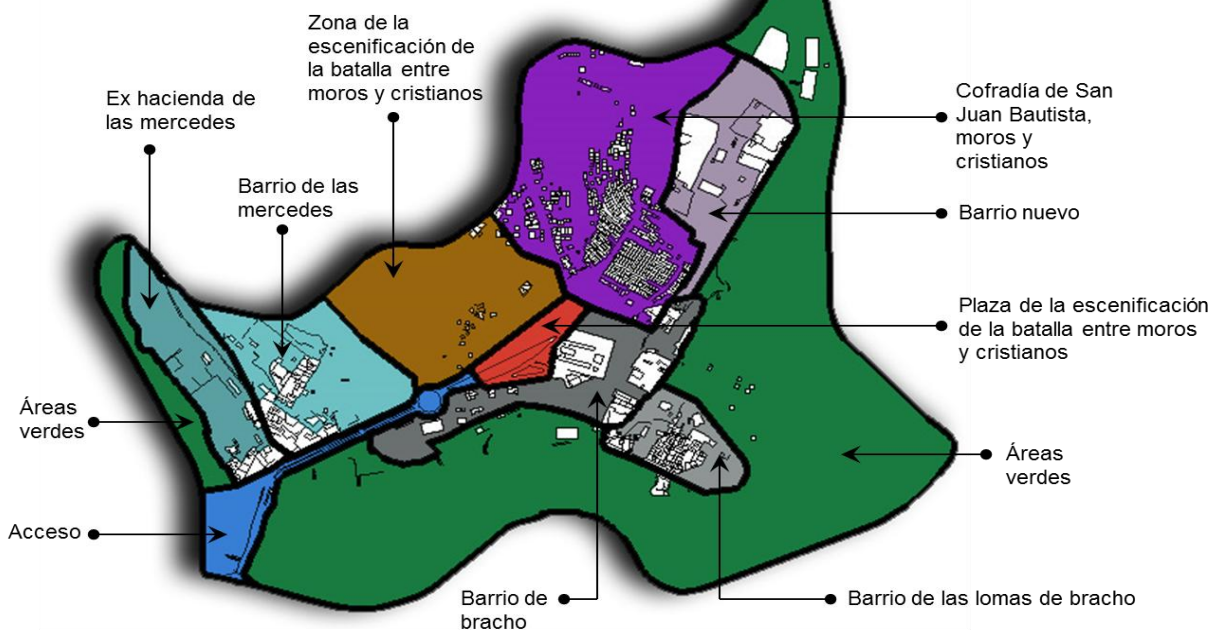 Zona de la
escenificación de
la batalla entre
moros y cristianos
Ex hacienda de
las mercedes
Barrio de las
mercedes
Cofradía de San
Juan Bautista,
moros y
cristianos
Barrio nuevo
Plaza de la escenificación
de la batalla entre moros
y cristianos
Áreas
verdes
Áreas
verdes
Acceso
Barrio de
bracho
Barrio de las lomas de bracho